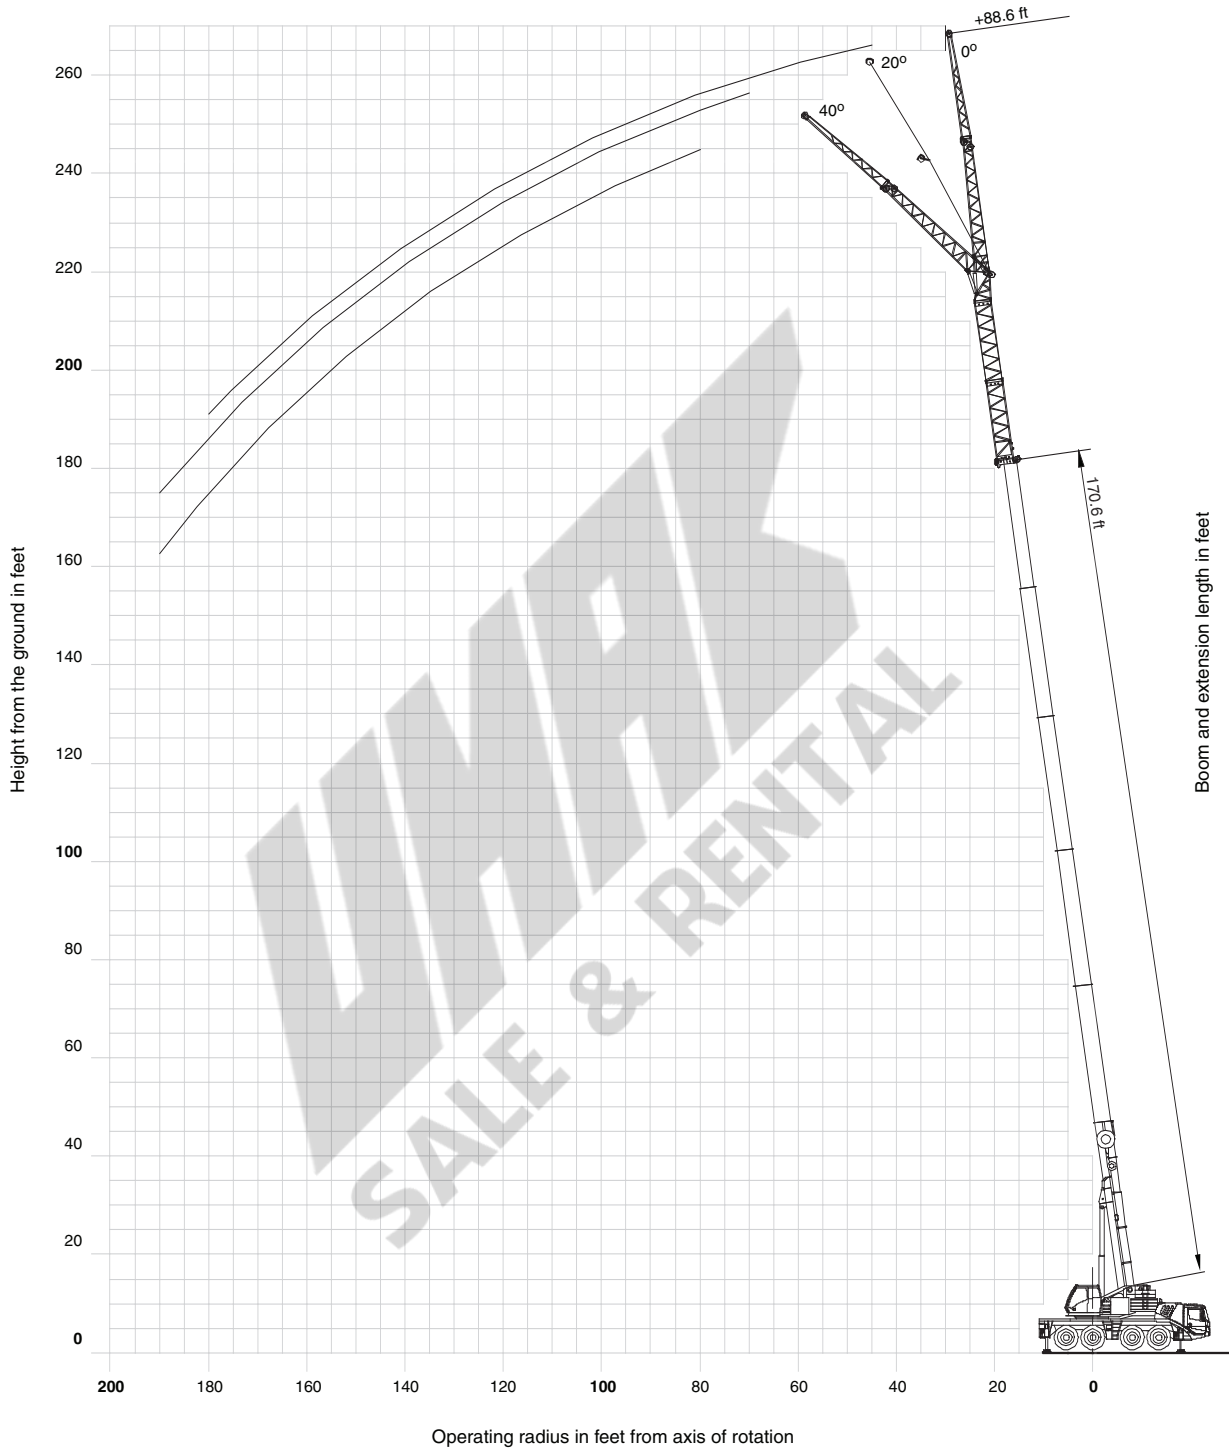 +88.6 ft
0º
20º
40º
260
240
220
200
180
160
140
120
100
80
60
40
20
0
170.6 ft
Height from the ground in feet
Boom and extension length in feet
UHAK
SALE & RENTAL
200 180 160 140 120 100 80 60 40 20 0
Operating radius in feet from axis of rotation